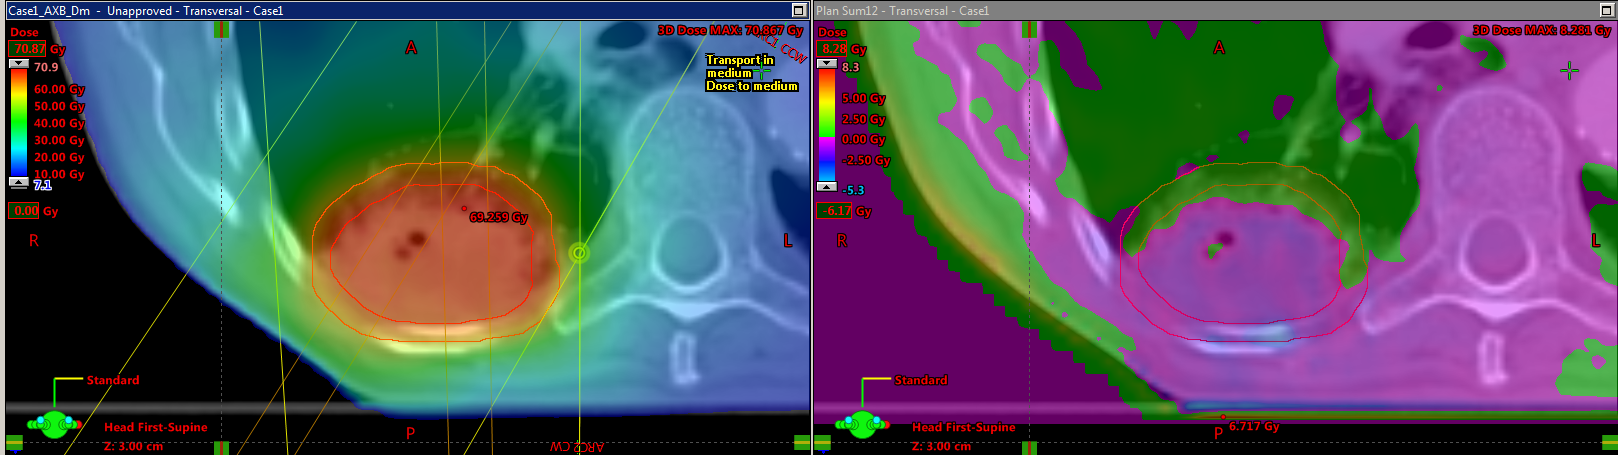 Case1_AXB_Dm - Unapproved - Transversal - Case1
Dose
3D Dose MAX: 70.867 Gy
A
CCW
70.87 Gy
70.9
Transport in
medium
Dose to medium
60.00 Gy
50.00 Gy
40.00 Gy
30.00 Gy
20.00 Gy
10.00 Gy
7.1
0.00 Gy
69.259 Gy
R
L
Standard
Head First-Supine
Z: 3.00 cm
P
ARC2 CW
Plan Sum12 - Transversal - Case1
Dose
3D Dose MAX: 8.281 Gy
A
8.28 Gy
8.3
5.00 Gy
2.50 Gy
0.00 Gy
-2.50 Gy
-5.3
-6.17 Gy
R
L
Standard
Head First-Supine
Z: 3.00 cm
P
6.717 Gy